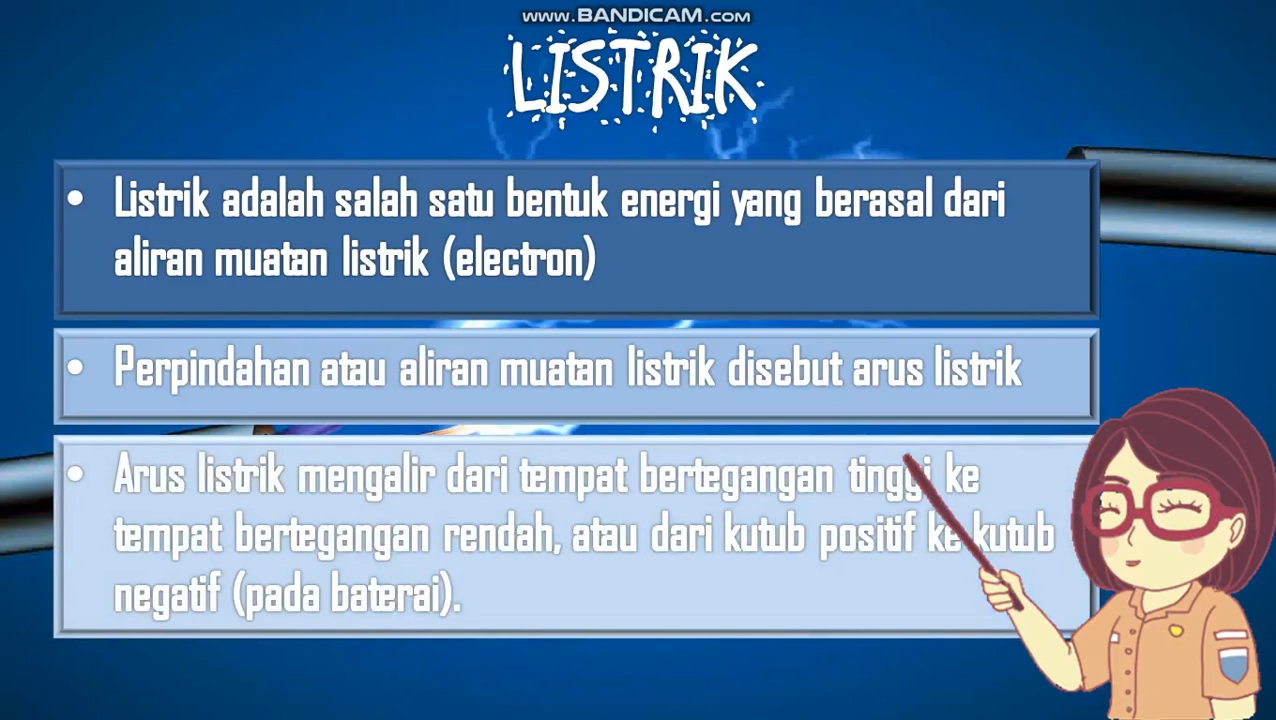 WWW.BANDICAM.COM
LISTRIK
• Listrik adalah salah satu bentuk energi yang berasal dari
aliran muatan listrik (electron)
• Perpindahan atau aliran muatan listrik disebut arus listrik
• Arus listrik mengalir dari tempat bertegangan tinggi ke
tempat bertegangan rendah, atau dari kutub positif ke kutub
negatif (pada baterai).